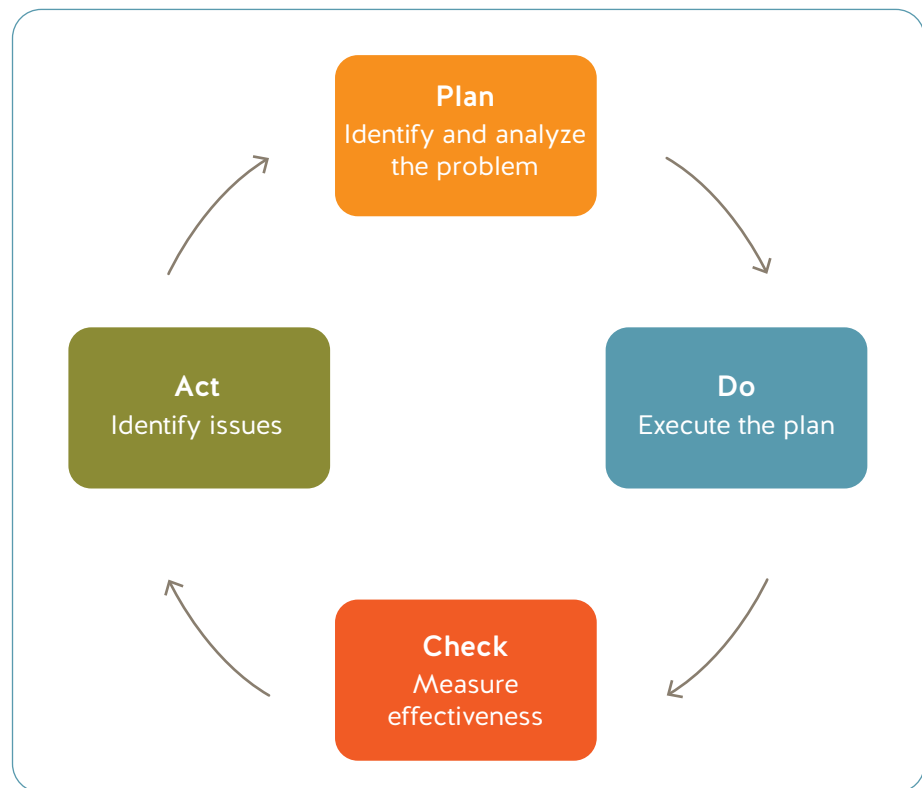 Plan
Identify and analyze
the problem
Act
Identify issues
Do
Execute the plan
Check
Measure
effectiveness